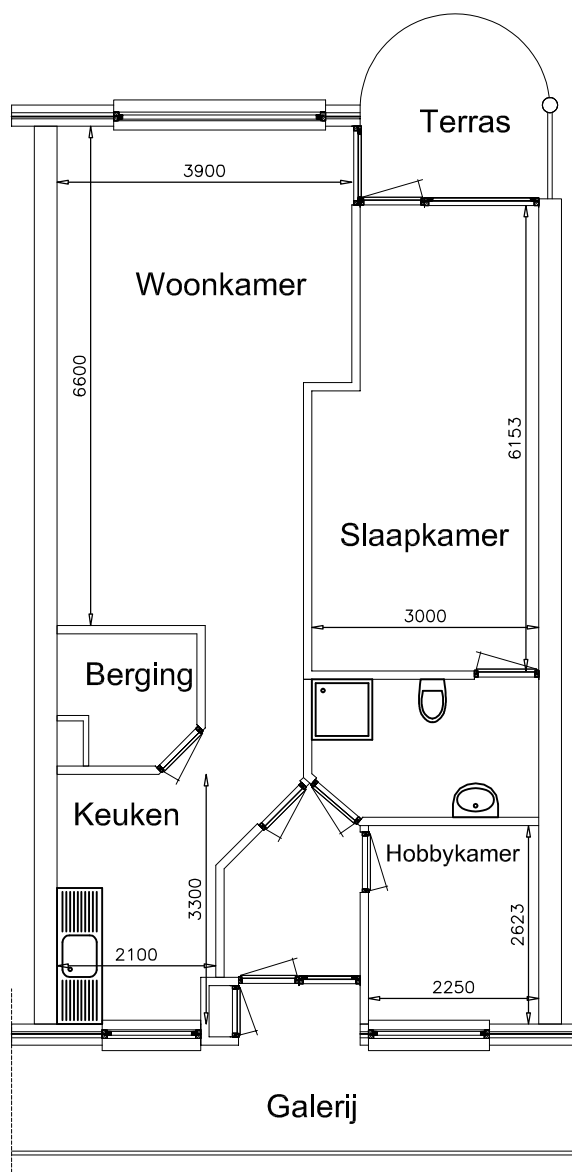 Terras
3900
Woonkamer
6600
6153
Slaapkamer
3000
Berging
Keuken
Hobbykamer
3300
2623
2100
2250
Galerij